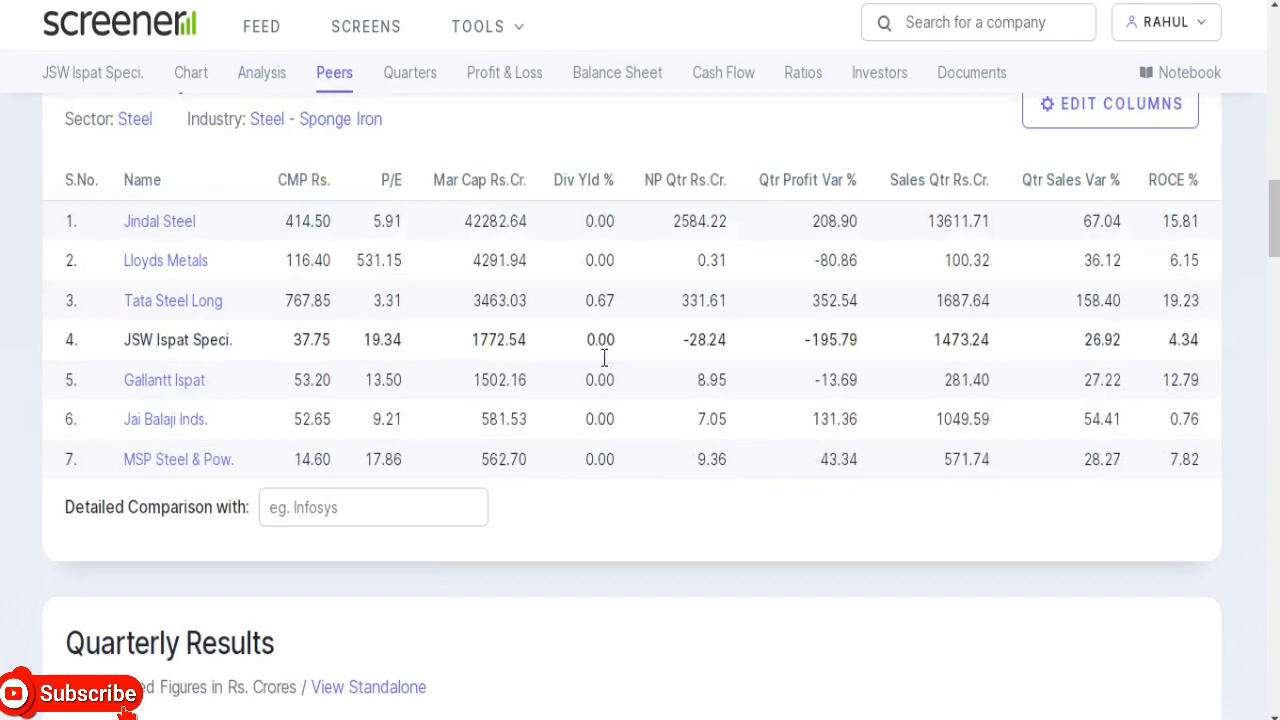 screener
FEED SCREENS TOOLS
Search for a company
RAHUL
JSW Ispat Speci. Chart Analysis Peers Quarters Profit & Loss Balance Sheet Cash Flow Ratios Investors Documents Notebook
Sector: Steel Industry: Steel - Sponge Iron
EDIT COLUMNS
S.No. Name CMP Rs. P/E Mar Cap Rs.Cr. Div Yld % NP Qtr Rs.Cr. Qtr Profit Var % Sales Qtr Rs.Cr. Qtr Sales Var % ROCE %
1. Jindal Steel 414.50 5.91 42282.64 0.00 2584.22 208.90 13611.71 67.04 15.81
2. Lloyds Metals 116.40 531.15 4291.94 0.00 0.31 -80.86 100.32 36.12 6.15
3. Tata Steel Long 767.85 3.31 3463.03 0.67 331.61 352.54 1687.64 158.40 19.23
4. JSW Ispat Speci. 37.75 19.34 1772.54 0.00 -28.24 -195.79 1473.24 26.92 4.34
5. Gallantt Ispat 53.20 13.50 1502.16 0.00 8.95 -13.69 281.40 27.22 12.79
6. Jai Balaji Inds. 52.65 9.21 581.53 0.00 7.05 131.36 1049.59 54.41 0.76
7. MSP Steel & Pow. 14.60 17.86 562.70 0.00 9.36 43.34 571.74 28.27 7.82
Detailed Comparison with: eg. Infosys
Quarterly Results
ed Figures in Rs. Crores / View Standalone
Subscribe